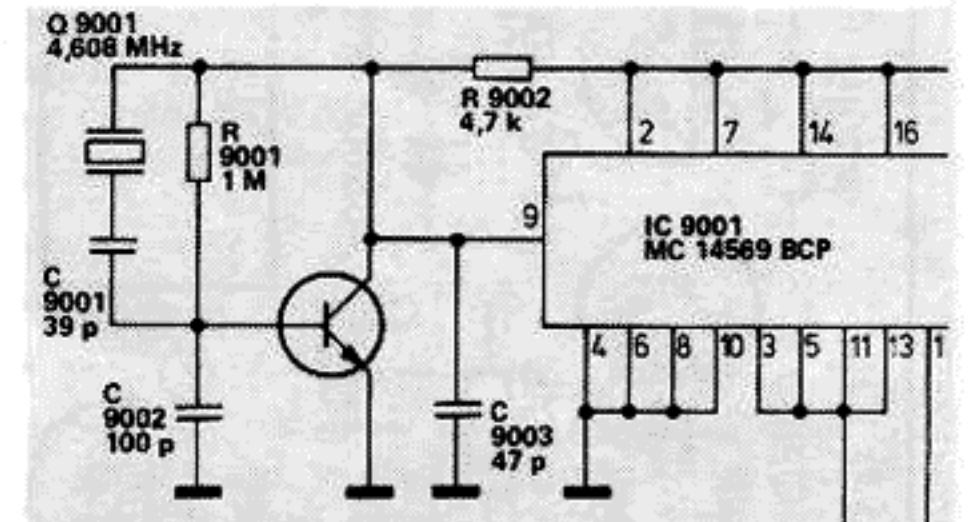 Q 9001
4,608 MHz
R
9001
1 M
R 9002
4,7 k
2
7
14
16
9
IC 9001
MC 14569 BCP
C
9001
39 p
4
6
8
10
3
5
11
13
1
C
9002
100 p
C
9003
47 p